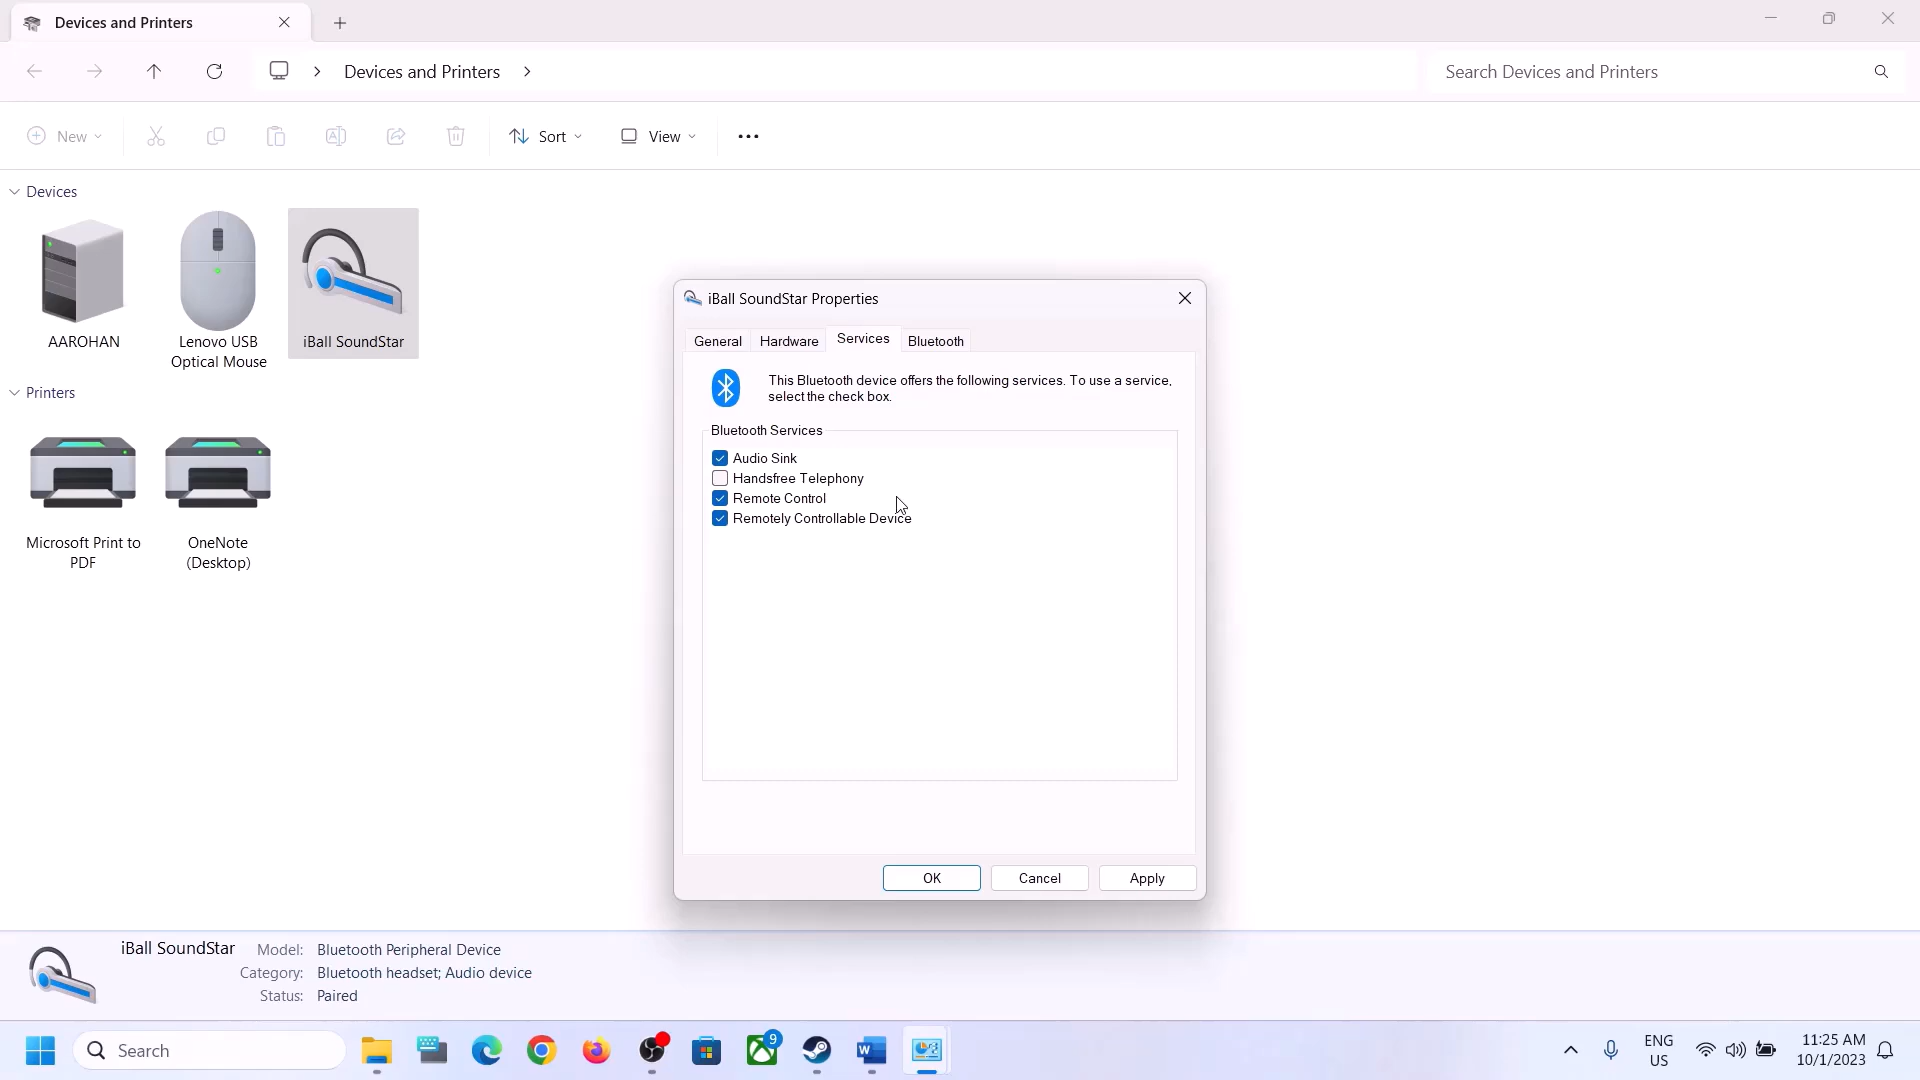 Devices and Printers
Devices and Printers
Search Devices and Printers
New
Sort
View
Devices
AAROHAN
Lenovo USB
Optical Mouse
iBall SoundStar
Printers
Microsoft Print to
PDF
OneNote
(Desktop)
iBall SoundStar Properties
General
Hardware
Services
Bluetooth
This Bluetooth device offers the following services. To use a service,
select the check box.
Bluetooth Services
Audio Sink
Handsfree Telephony
Remote Control
Remotely Controllable Device
OK
Cancel
Apply
iBall SoundStar
Model: Bluetooth Peripheral Device
Category: Bluetooth headset; Audio device
Status: Paired
Search
9
ENG
US
11:25 AM
10/1/2023